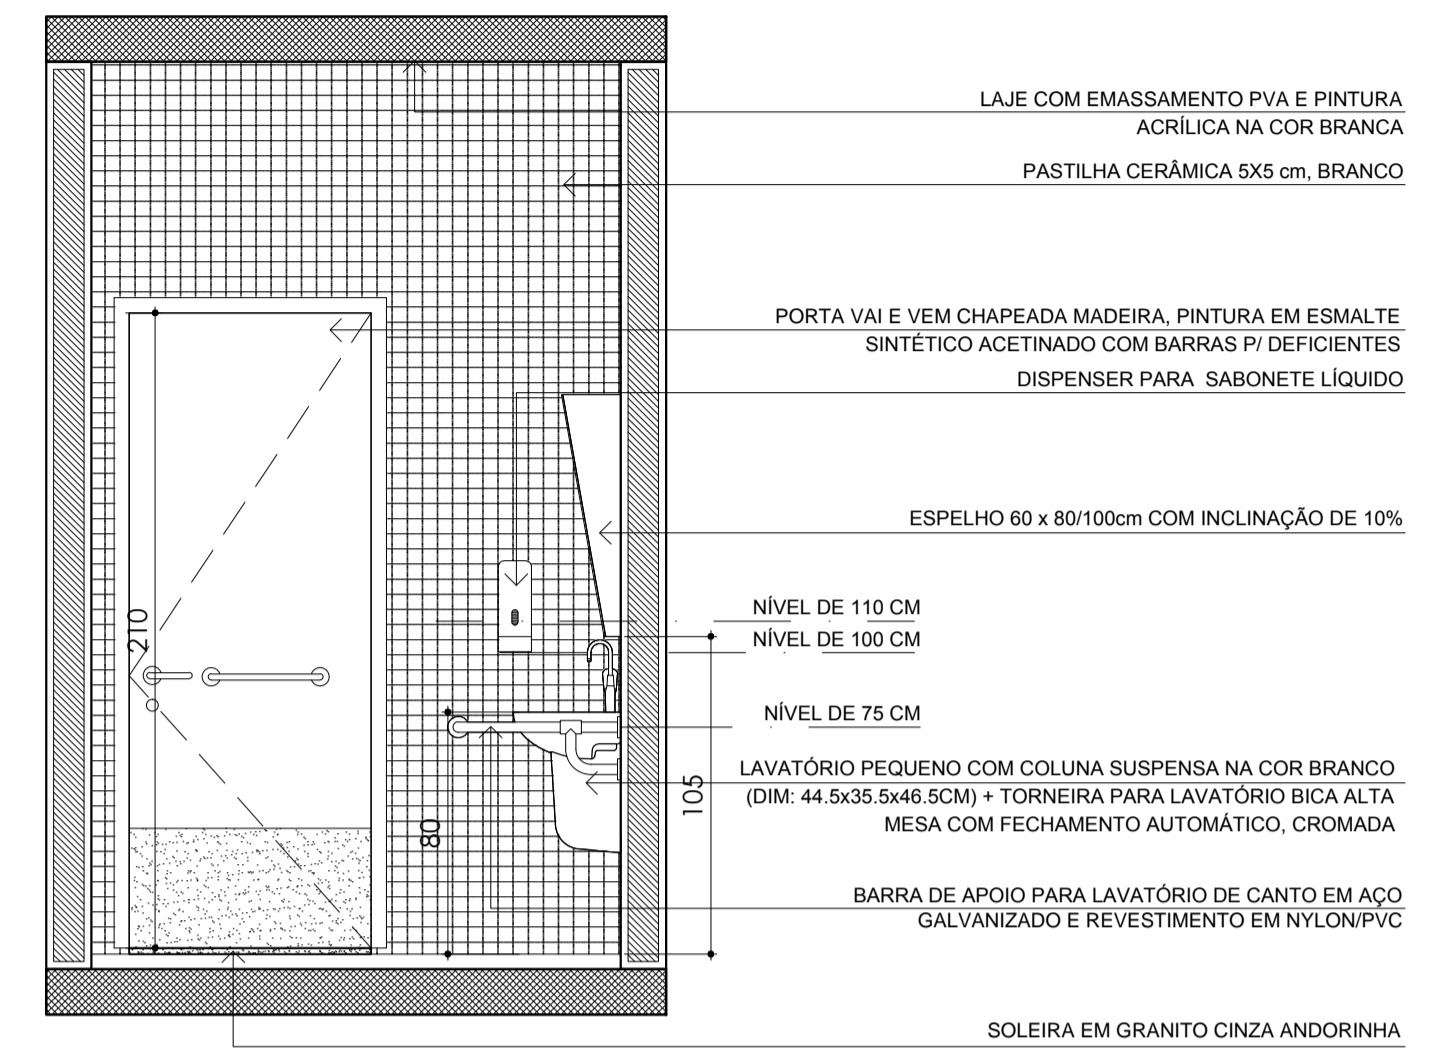 LAJE COM EMASSAMENTO PVA E PINTURA
ACRÍLICA NA COR BRANCA
PASTILHA CERÂMICA 5X5 cm, BRANCO
PORTA VAI E VEM CHAPEADA MADEIRA, PINTURA EM ESMALTE
SINTÉTICO ACETINADO COM BARRAS P/ DEFICIENTES
DISPENSER PARA SABONETE LÍQUIDO
ESPELHO 60 x 80/100cm COM INCLINAÇÃO DE 10%
NÍVEL DE 110 CM
210
NÍVEL DE 100 CM
NÍVEL DE 75 CM
LAVATÓRIO PEQUENO COM COLUNA SUSPENSA NA COR BRANCO
(DIM: 44.5x35.5x46.5CM) + TORNEIRA PARA LAVATÓRIO BICA ALTA
MESA COM FECHAMENTO AUTOMÁTICO, CROMADA
105
80
BARRA DE APOIO PARA LAVATÓRIO DE CANTO EM AÇO
GALVANIZADO E REVESTIMENTO EM NYLON/PVC
SOLEIRA EM GRANITO CINZA ANDORINHA